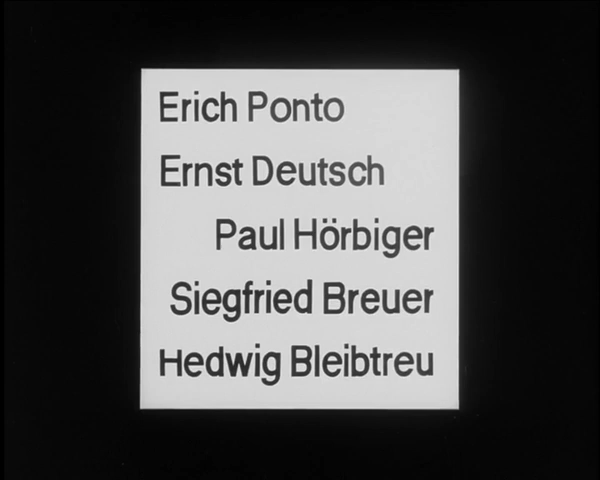 Erich Ponto
Ernst Deutsch
Paul Hörbiger
Siegfried Breuer
Hedwig Bleibtreu